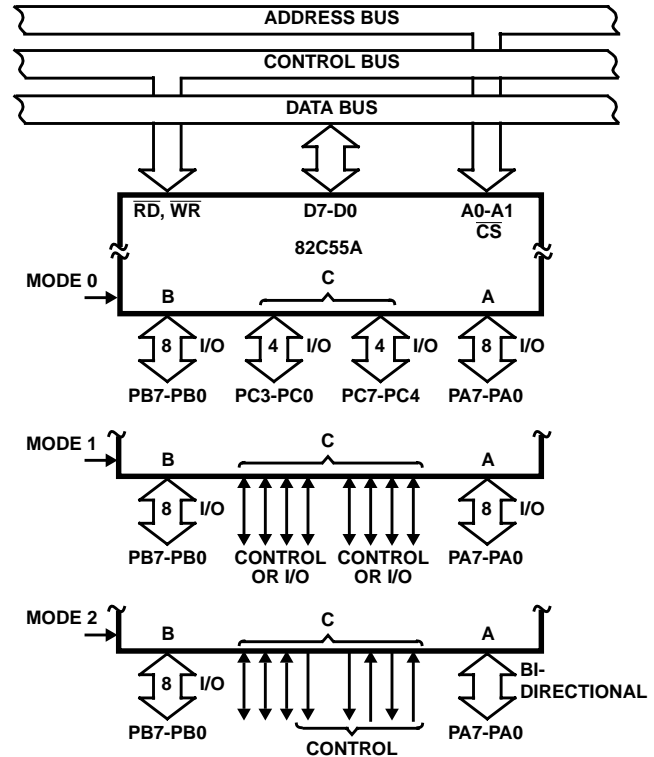 ADDRESS BUS
CONTROL BUS
DATA BUS
RD, WR D7-D0 A0-A1
CS
82C55A
MODE 0
B C A
8 I/O 4 I/O 4 I/O 8 I/O
PB7-PB0 PC3-PC0 PC7-PC4 PA7-PA0
MODE 1
B C A
8 I/O 8 I/O
PB7-PB0 CONTROL OR I/O CONTROL OR I/O PA7-PA0
MODE 2
B C A
8 I/O BI-
DIRECTIONAL
PB7-PB0 CONTROL PA7-PA0